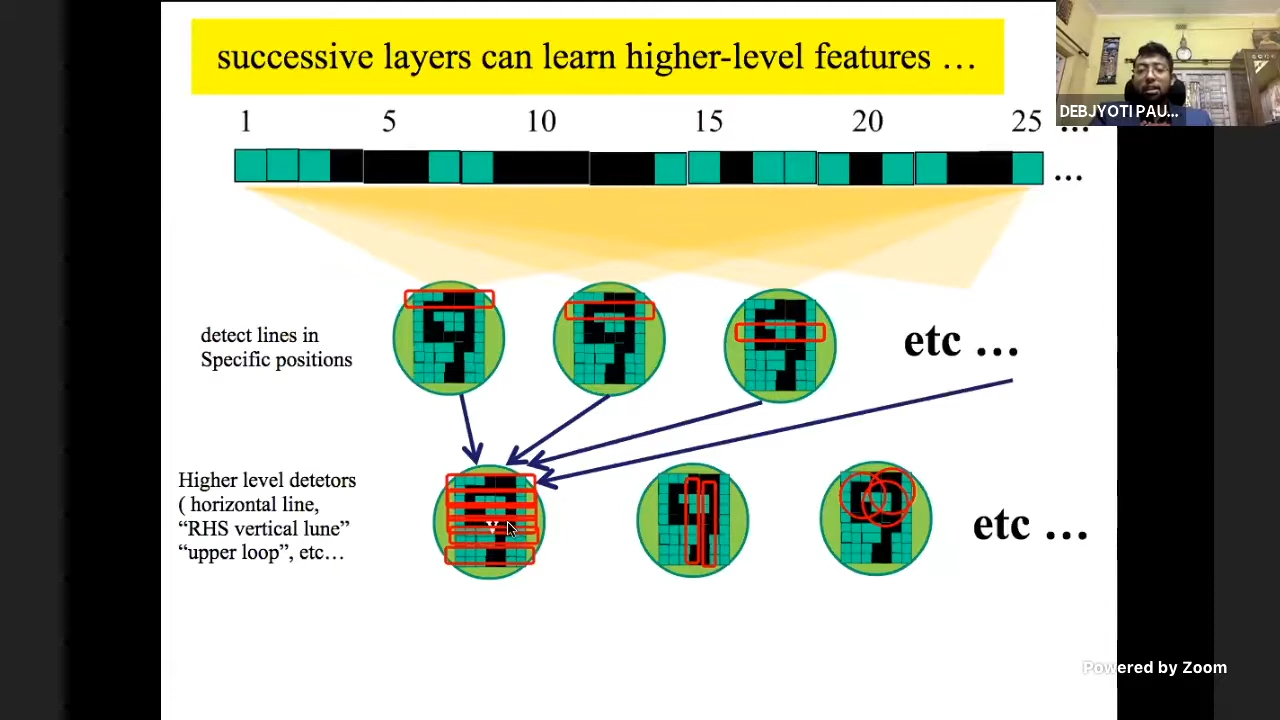 successive layers can learn higher-level features …
1 5 10 15 20 25 …
…
DEBJYOTI PAU...
detect lines in
Specific positions
etc …
Higher level detetors
( horizontal line,
“RHS vertical lune”
“upper loop”, etc…
v
etc …
Powered by Zoom